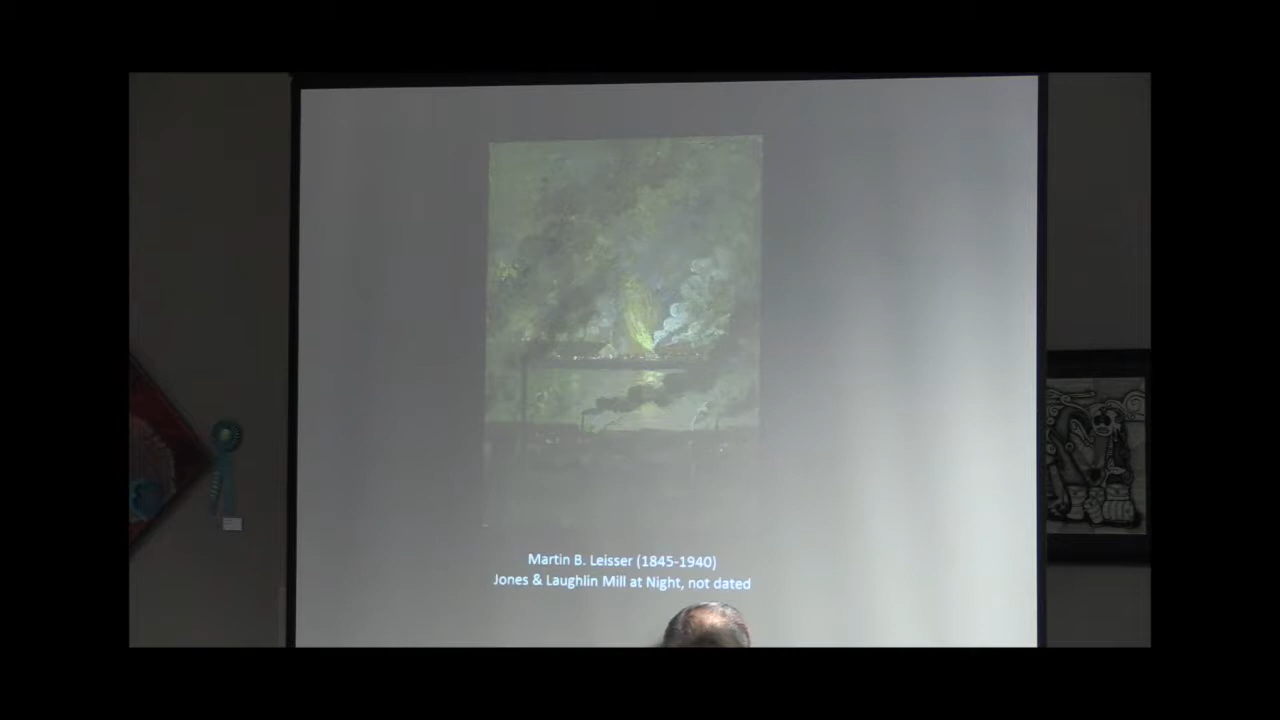 Martin B. Leisser (1845-1940)
Jones & Laughlin Mill at Night, not dated